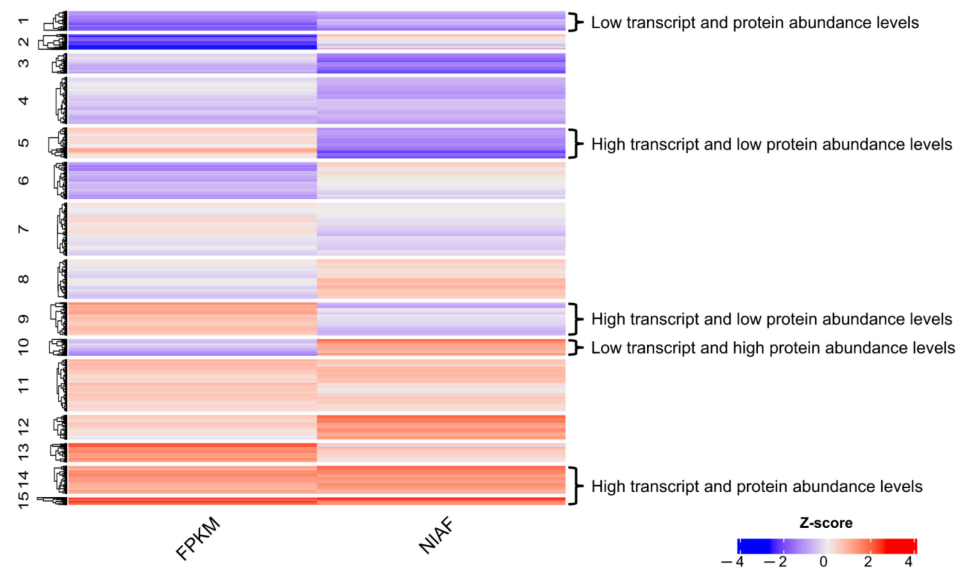 1
Low transcript and protein abundance levels
2
3
4
5
High transcript and low protein abundance levels
6
7
8
9
High transcript and low protein abundance levels
10
Low transcript and high protein abundance levels
11
12
13
14
High transcript and protein abundance levels
15
FPKM
NIAF
Z-score
−4 −2 0 2 4